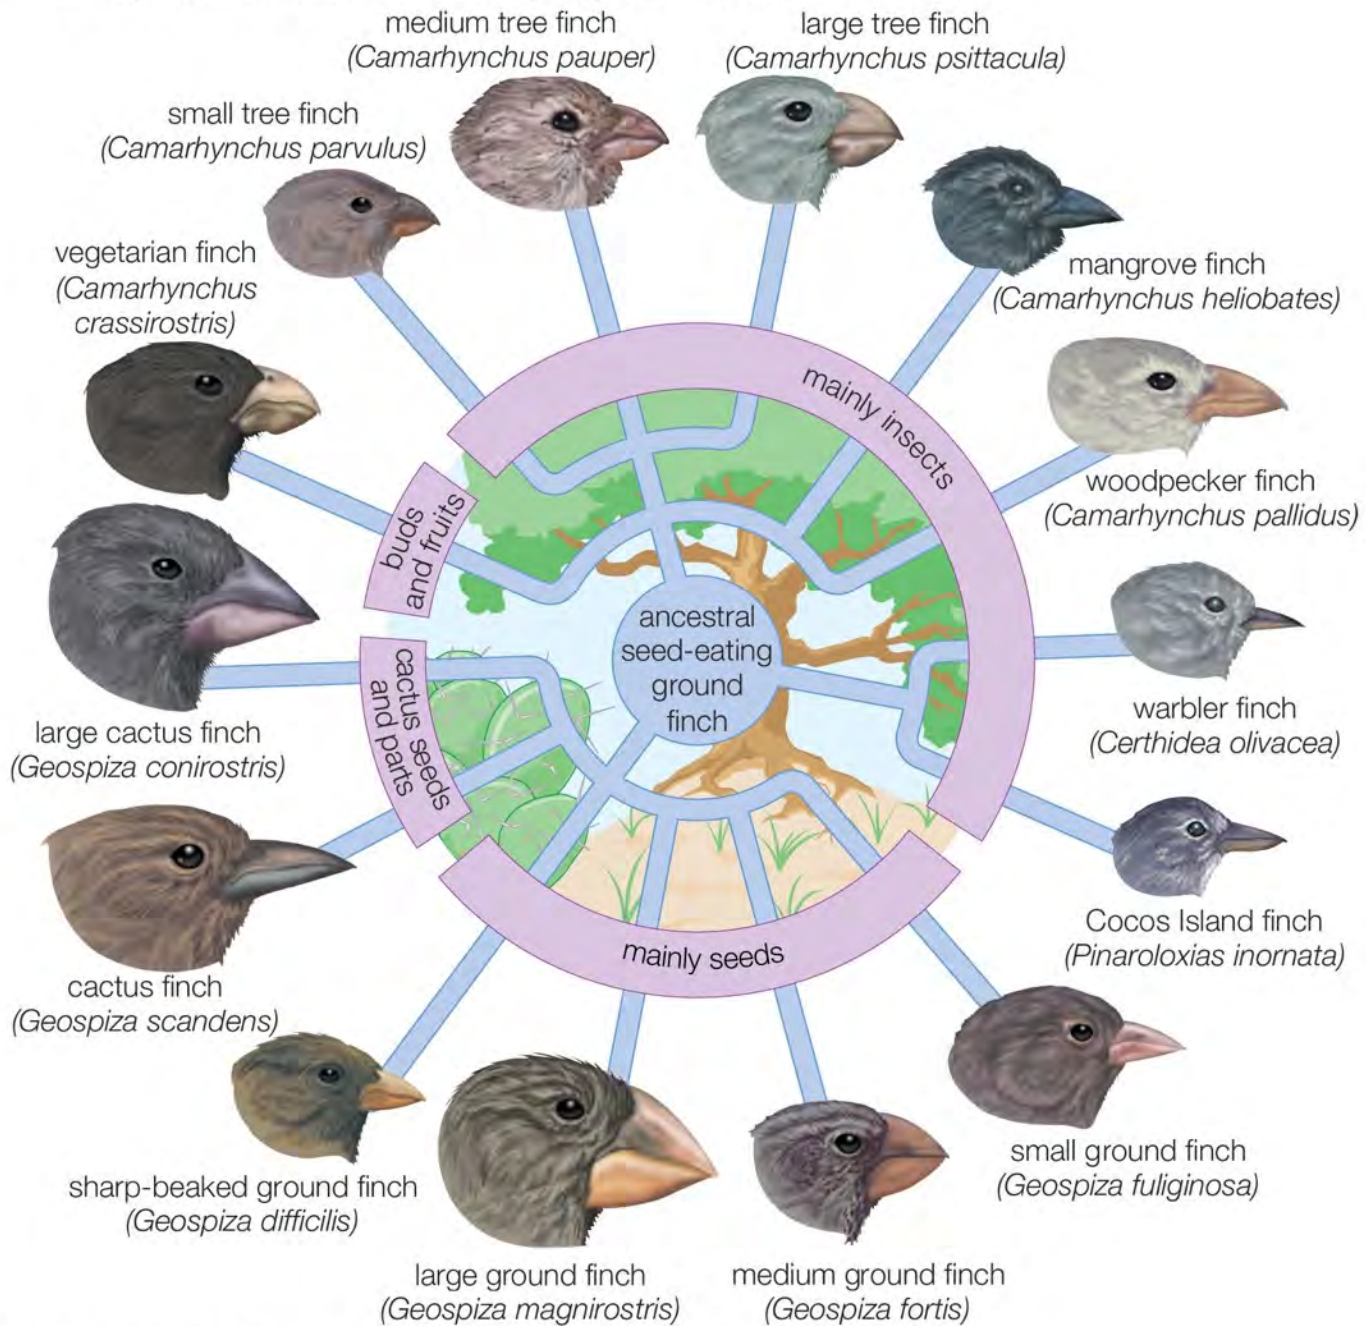 medium tree finch
(Camarhynchus pauper)
large tree finch
(Camarhynchus psittacula)
small tree finch
(Camarhynchus parvulus)
mangrove finch
(Camarhynchus heliobates)
vegetarian finch
(Camarhynchus
crassirostris)
woodpecker finch
(Camarhynchus pallidus)
mainly insects
buds
and fruits
cactus seeds
and parts
mainly seeds
ancestral
seed-eating
ground
finch
large cactus finch
(Geospiza conirostris)
warbler finch
(Certhidea olivacea)
cactus finch
(Geospiza scandens)
Cocos Island finch
(Pinaroloxias inornata)
sharp-beaked ground finch
(Geospiza difficilis)
small ground finch
(Geospiza fuliginosa)
large ground finch
(Geospiza magnirostris)
medium ground finch
(Geospiza fortis)